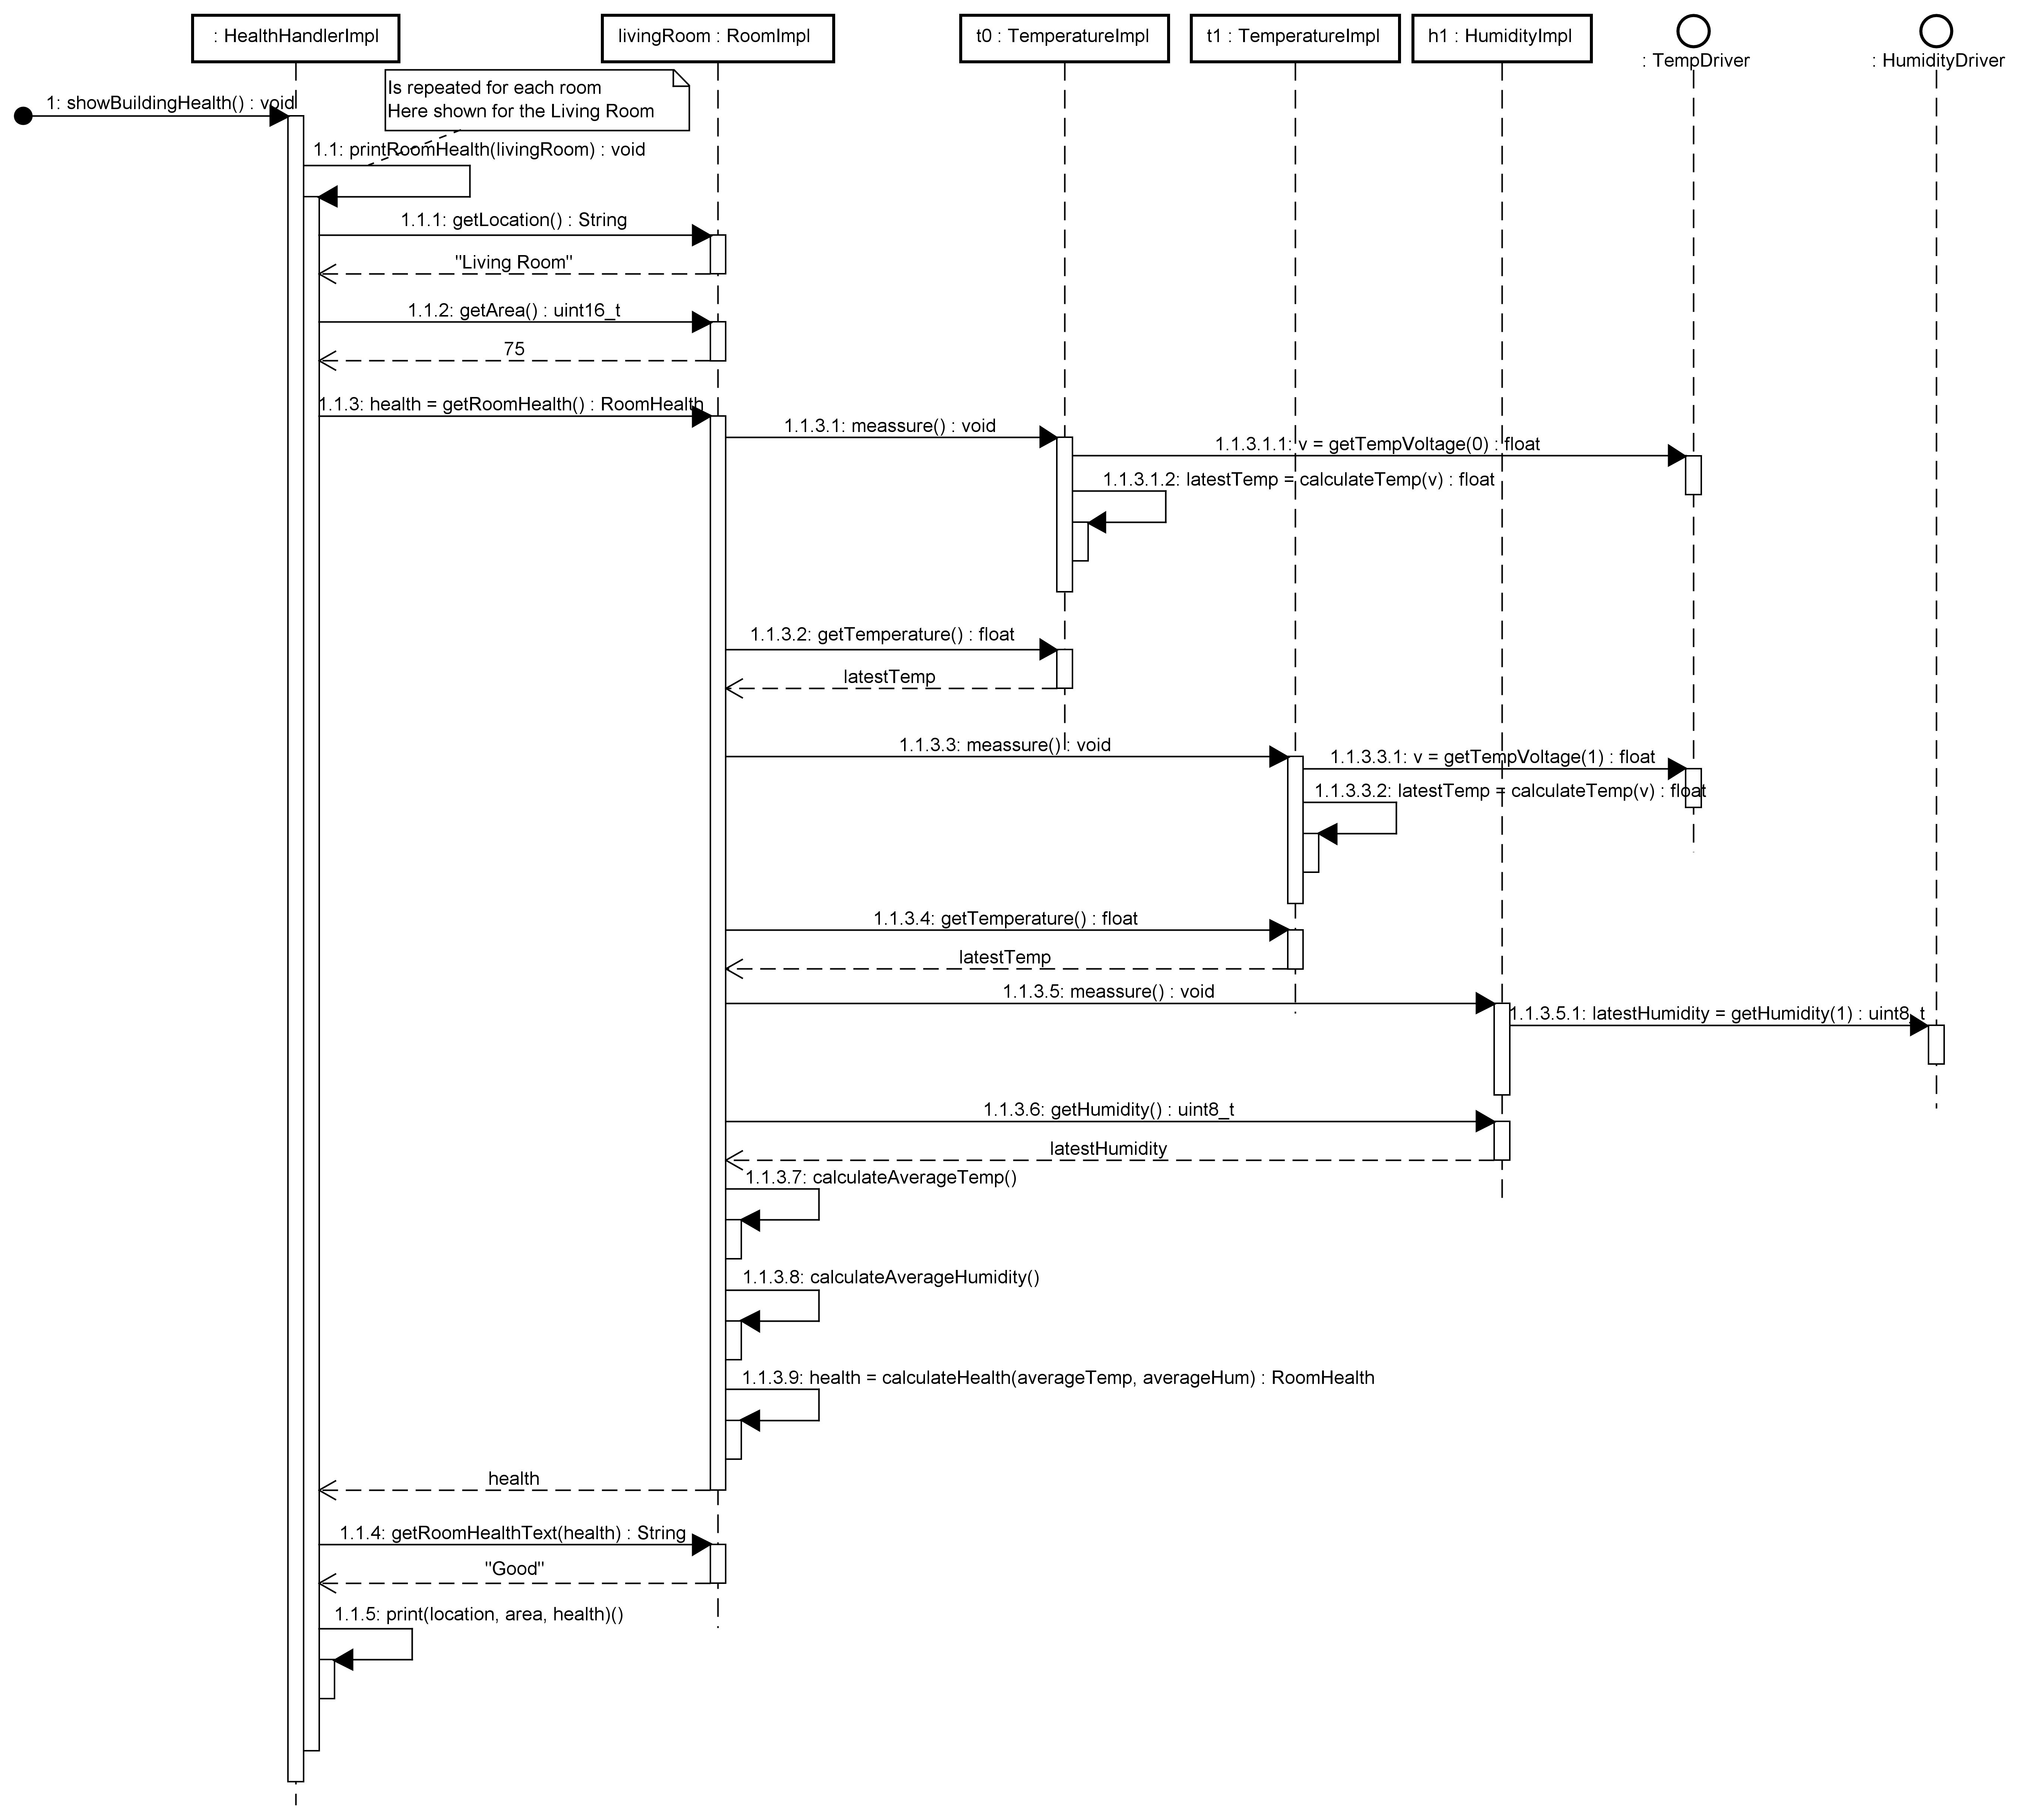 : HealthHandlerImpl
livingRoom : RoomImpl
t0 : TemperatureImpl
t1 : TemperatureImpl
h1 : HumidityImpl
: TempDriver
: HumidityDriver
Is repeated for each room
Here shown for the Living Room
1: showBuildingHealth() : void
1.1: printRoomHealth(livingRoom) : void
1.1.1: getLocation() : String
"Living Room"
1.1.2: getArea() : uint16_t
75
1.1.3: health = getRoomHealth() : RoomHealth
1.1.3.1: meassure() : void
1.1.3.1.1: v = getTempVoltage(0) : float
1.1.3.1.2: latestTemp = calculateTemp(v) : float
1.1.3.2: getTemperature() : float
latestTemp
1.1.3.3: meassure() : void
1.1.3.3.1: v = getTempVoltage(1) : float
1.1.3.3.2: latestTemp = calculateTemp(v) : float
1.1.3.4: getTemperature() : float
latestTemp
1.1.3.5: meassure() : void
1.1.3.5.1: latestHumidity = getHumidity(1) : uint8_t
1.1.3.6: getHumidity() : uint8_t
latestHumidity
1.1.3.7: calculateAverageTemp()
1.1.3.8: calculateAverageHumidity()
1.1.3.9: health = calculateHealth(averageTemp, averageHum) : RoomHealth
health
1.1.4: getRoomHealthText(health) : String
"Good"
1.1.5: print(location, area, health)()